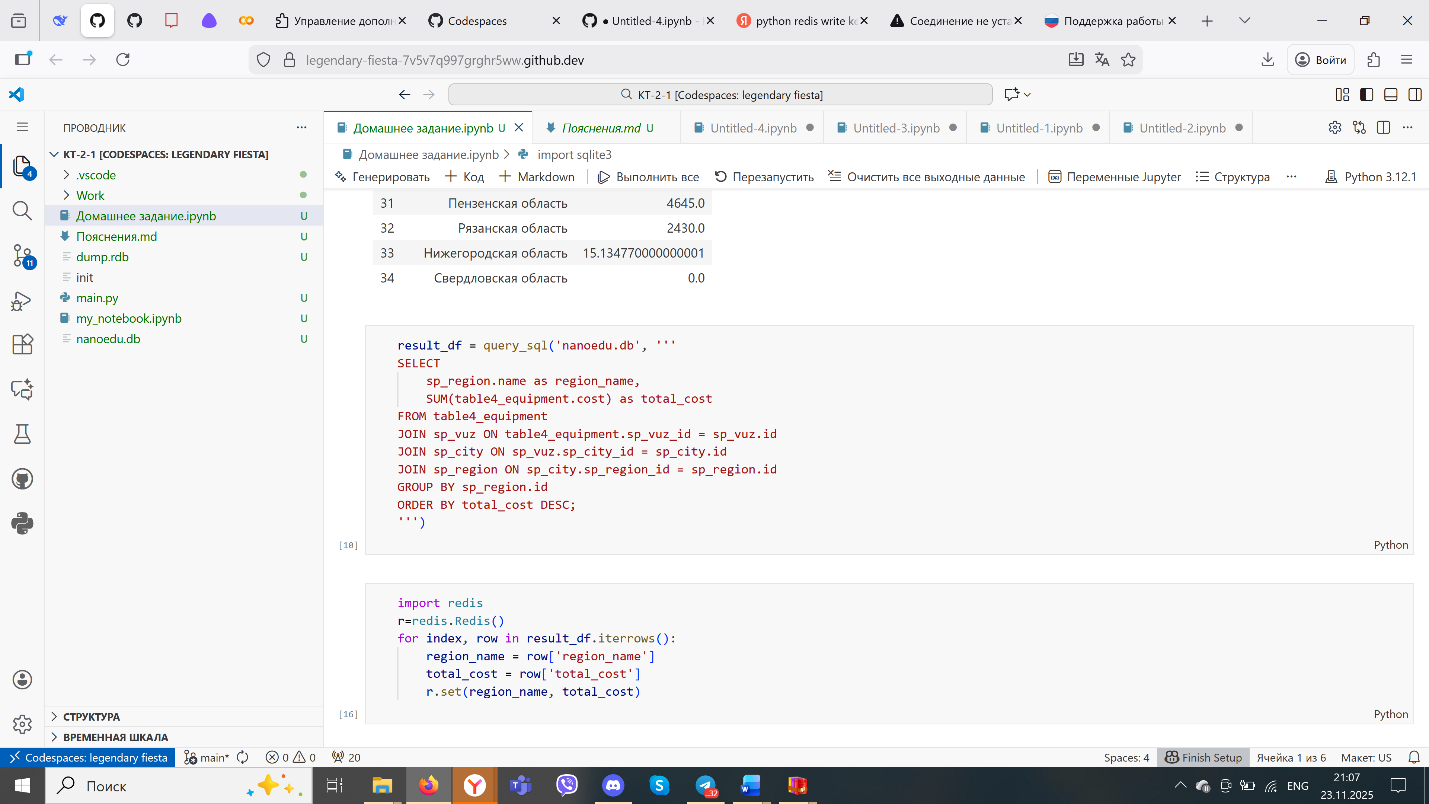 Управление дополн
Codespaces
● Untitled-4.ipynb -
python redis write ke
Соединение не уста
Поддержка работы
legendary-fiesta-7v5v7q997grghr5ww.github.dev
Войти
KT-2-1 [Codespaces: legendary fiesta]
ПРОВОДНИК
Домашнее задание.ipynb U
Пояснения.md U
Untitled-4.ipynb
Untitled-3.ipynb
Untitled-1.ipynb
Untitled-2.ipynb
KT-2-1 [CODESPACES: LEGENDARY FIESTA]
Домашнее задание.ipynb > import sqlite3
.vscode
Генерировать
Код
Markdown
Выполнить все
Перезапустить
Очистить все выходные данные
Переменные Jupyter
Структура
Python 3.12.1
4
Work
Домашнее задание.ipynb U
Пояснения.md U
dump.rdb U
11
init
main.py U
my_notebook.ipynb U
nanoedu.db U
31 Пензенская область 4645.0
32 Рязанская область 2430.0
33 Нижегородская область 15.134770000000001
34 Свердловская область 0.0
result_df = query_sql('nanoedu.db', '''
SELECT
sp_region.name as region_name,
SUM(table4_equipment.cost) as total_cost
FROM table4_equipment
JOIN sp_vuz ON table4_equipment.sp_vuz_id = sp_vuz.id
JOIN sp_city ON sp_vuz.sp_city_id = sp_city.id
JOIN sp_region ON sp_city.sp_region_id = sp_region.id
GROUP BY sp_region.id
ORDER BY total_cost DESC;
''')
[10]
Python
import redis
r=redis.Redis()
for index, row in result_df.iterrows():
region_name = row['region_name']
total_cost = row['total_cost']
r.set(region_name, total_cost)
[16]
Python
СТРУКТУРА
ВРЕМЕННАЯ ШКАЛА
Codespaces: legendary fiesta
main*
0
0
20
Spaces: 4
Finish Setup
Ячейка 1 из 6
Макет: US
Поиск
32
ENG
21:07
23.11.2025